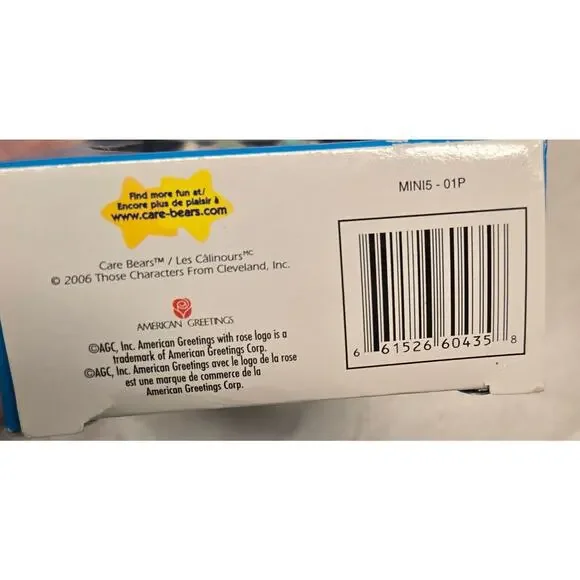 Find more fun at/
Encore plus de plaisir à
www.care-bears.com
Care Bears™ / Les Câlinours MC
© 2006 Those Characters From Cleveland, Inc.
AMERICAN GREETINGS
©AGC, Inc. American Greetings with rose logo is a
trademark of American Greetings Corp.
©AGC, Inc. American Greetings avec le logo de la rose
est une marque de commerce de la
American Greetings Corp.
MINI5 - 01P
6 61526 60435 8